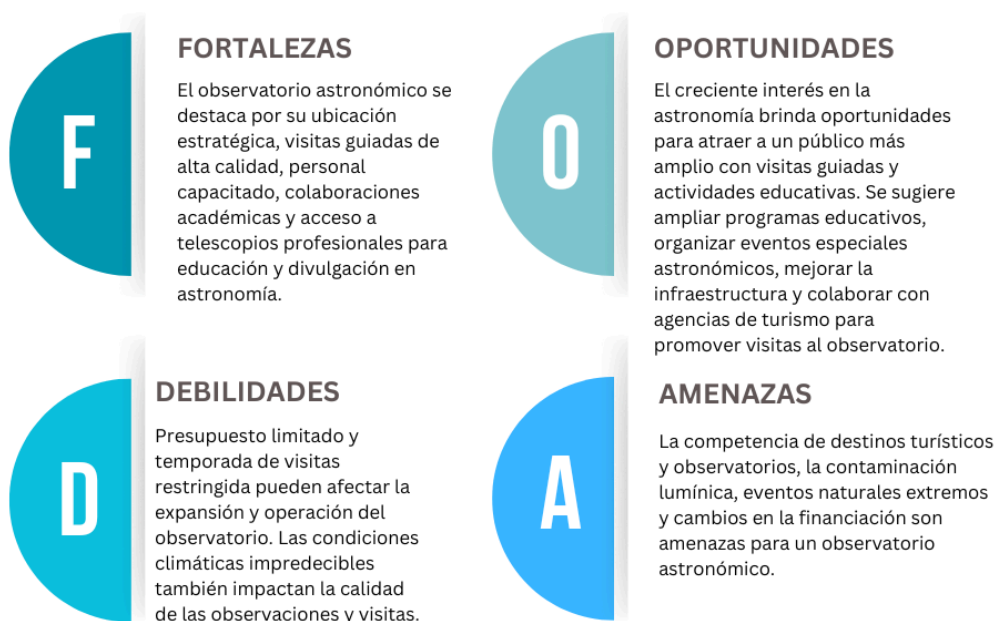 F
FORTALEZAS
El observatorio astronómico se
destaca por su ubicación
estratégica, visitas guiadas de
alta calidad, personal
capacitado, colaboraciones
académicas y acceso a
telescopios profesionales para
educación y divulgación en
astronomía.
O
OPORTUNIDADES
El creciente interés en la
astronomía brinda oportunidades
para atraer a un público más
amplio con visitas guiadas y
actividades educativas. Se sugiere
ampliar programas educativos,
organizar eventos especiales
astronómicos, mejorar la
infraestructura y colaborar con
agencias de turismo para
promover visitas al observatorio.
D
DEBILIDADES
Presupuesto limitado y
temporada de visitas
restringida pueden afectar la
expansión y operación del
observatorio. Las condiciones
climáticas impredecibles
también impactan la calidad
de las observaciones y visitas.
A
AMENAZAS
La competencia de destinos turísticos
y observatorios, la contaminación
lumínica, eventos naturales extremos
y cambios en la financiación son
amenazas para un observatorio
astronómico.